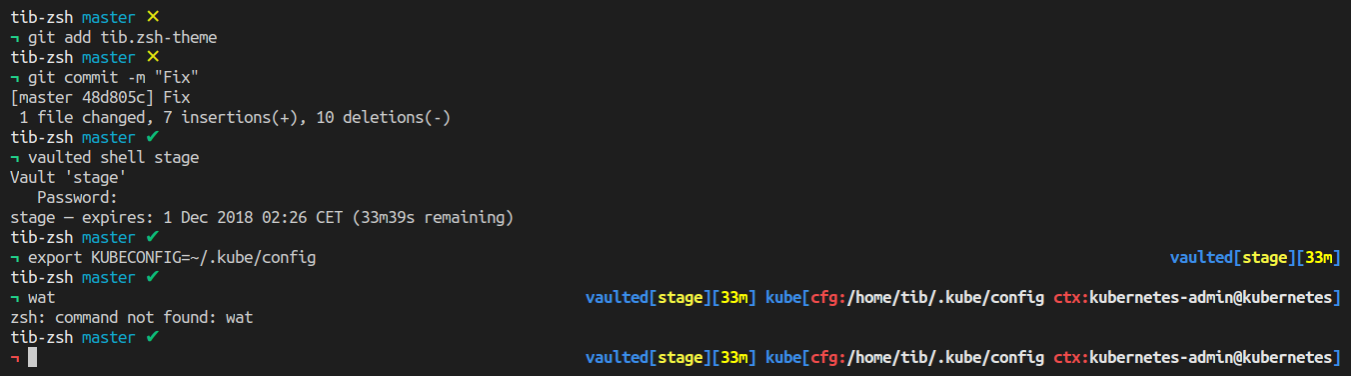 tib-zsh master ✕
¬ git add tib.zsh-theme
tib-zsh master ✕
¬ git commit -m "Fix"
[master 48d805c] Fix
 1 file changed, 7 insertions(+), 10 deletions(-)
tib-zsh master ✔
¬ vaulted shell stage
Vault 'stage'
   Password:
stage — expires: 1 Dec 2018 02:26 CET (33m39s remaining)
tib-zsh master ✔
¬ export KUBECONFIG=~/.kube/config vaulted[stage][33m]
tib-zsh master ✔
¬ wat vaulted[stage][33m] kube[cfg:/home/tib/.kube/config ctx:kubernetes-admin@kubernetes]
zsh: command not found: wat
tib-zsh master ✔
¬ vaulted[stage][33m] kube[cfg:/home/tib/.kube/config ctx:kubernetes-admin@kubernetes]